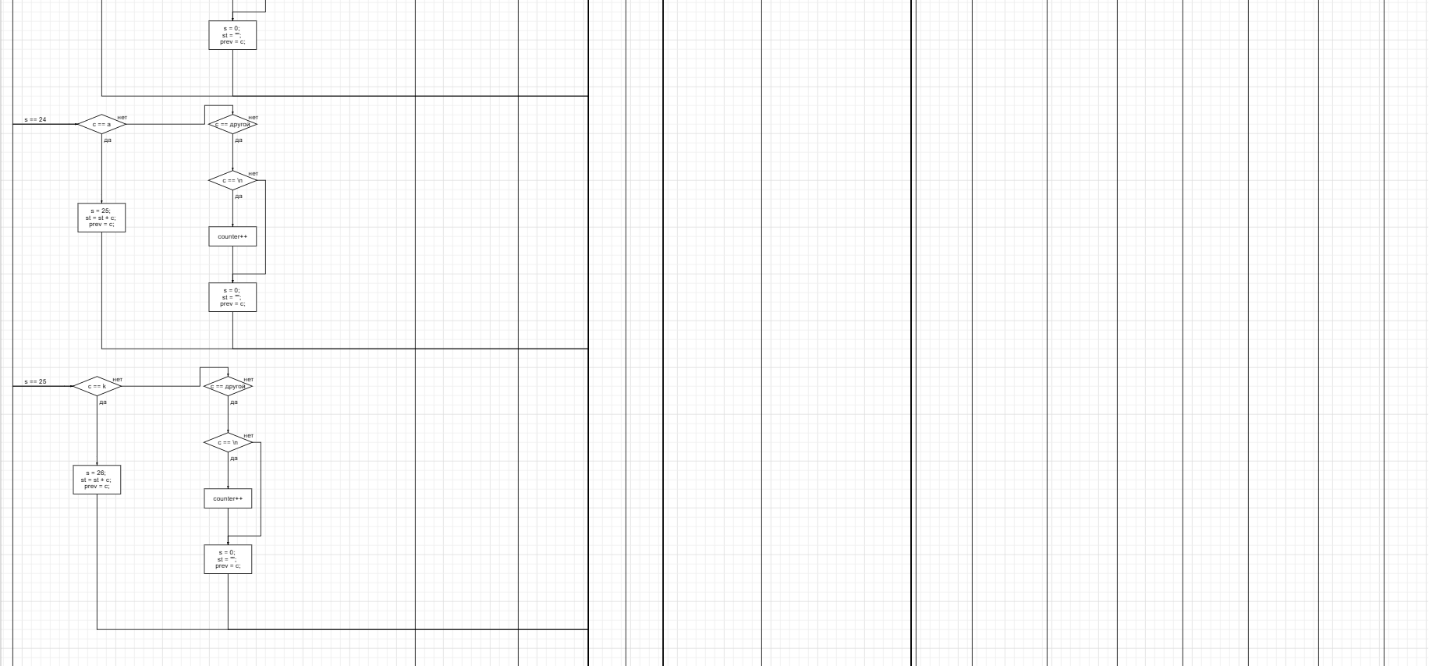 s = 0;
st = "";
prev = c;
s == 24
c == a
нет
да
c == другой
нет
да
c == \n
нет
да
s = 25;
st = st + c;
prev = c;
counter++
s = 0;
st = "";
prev = c;
s == 25
c == k
нет
да
c == другой
нет
да
c == \n
нет
да
s = 26;
st = st + c;
prev = c;
counter++
s = 0;
st = "";
prev = c;